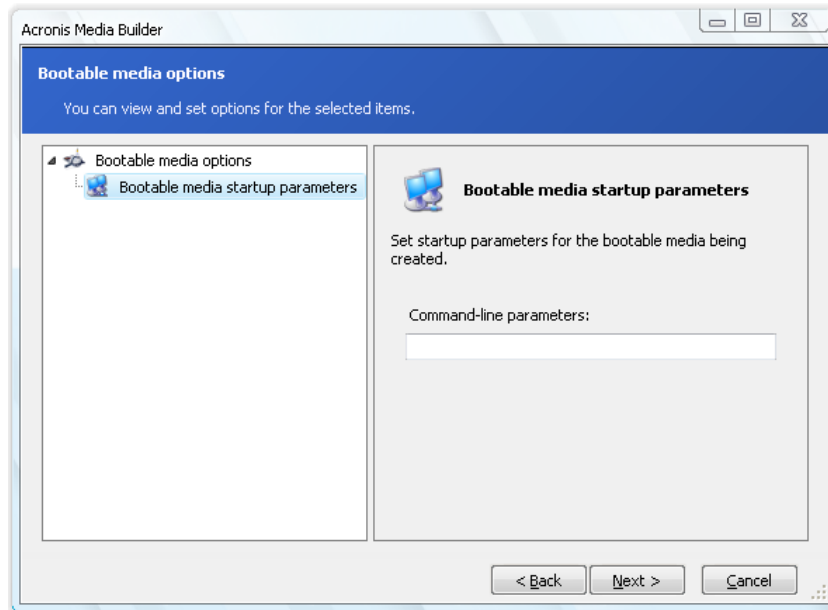 Acronis Media Builder
Bootable media options
You can view and set options for the selected items.
Bootable media options
Bootable media startup parameters
Bootable media startup parameters
Set startup parameters for the bootable media being
created.
Command-line parameters:
< Back
Next >
Cancel